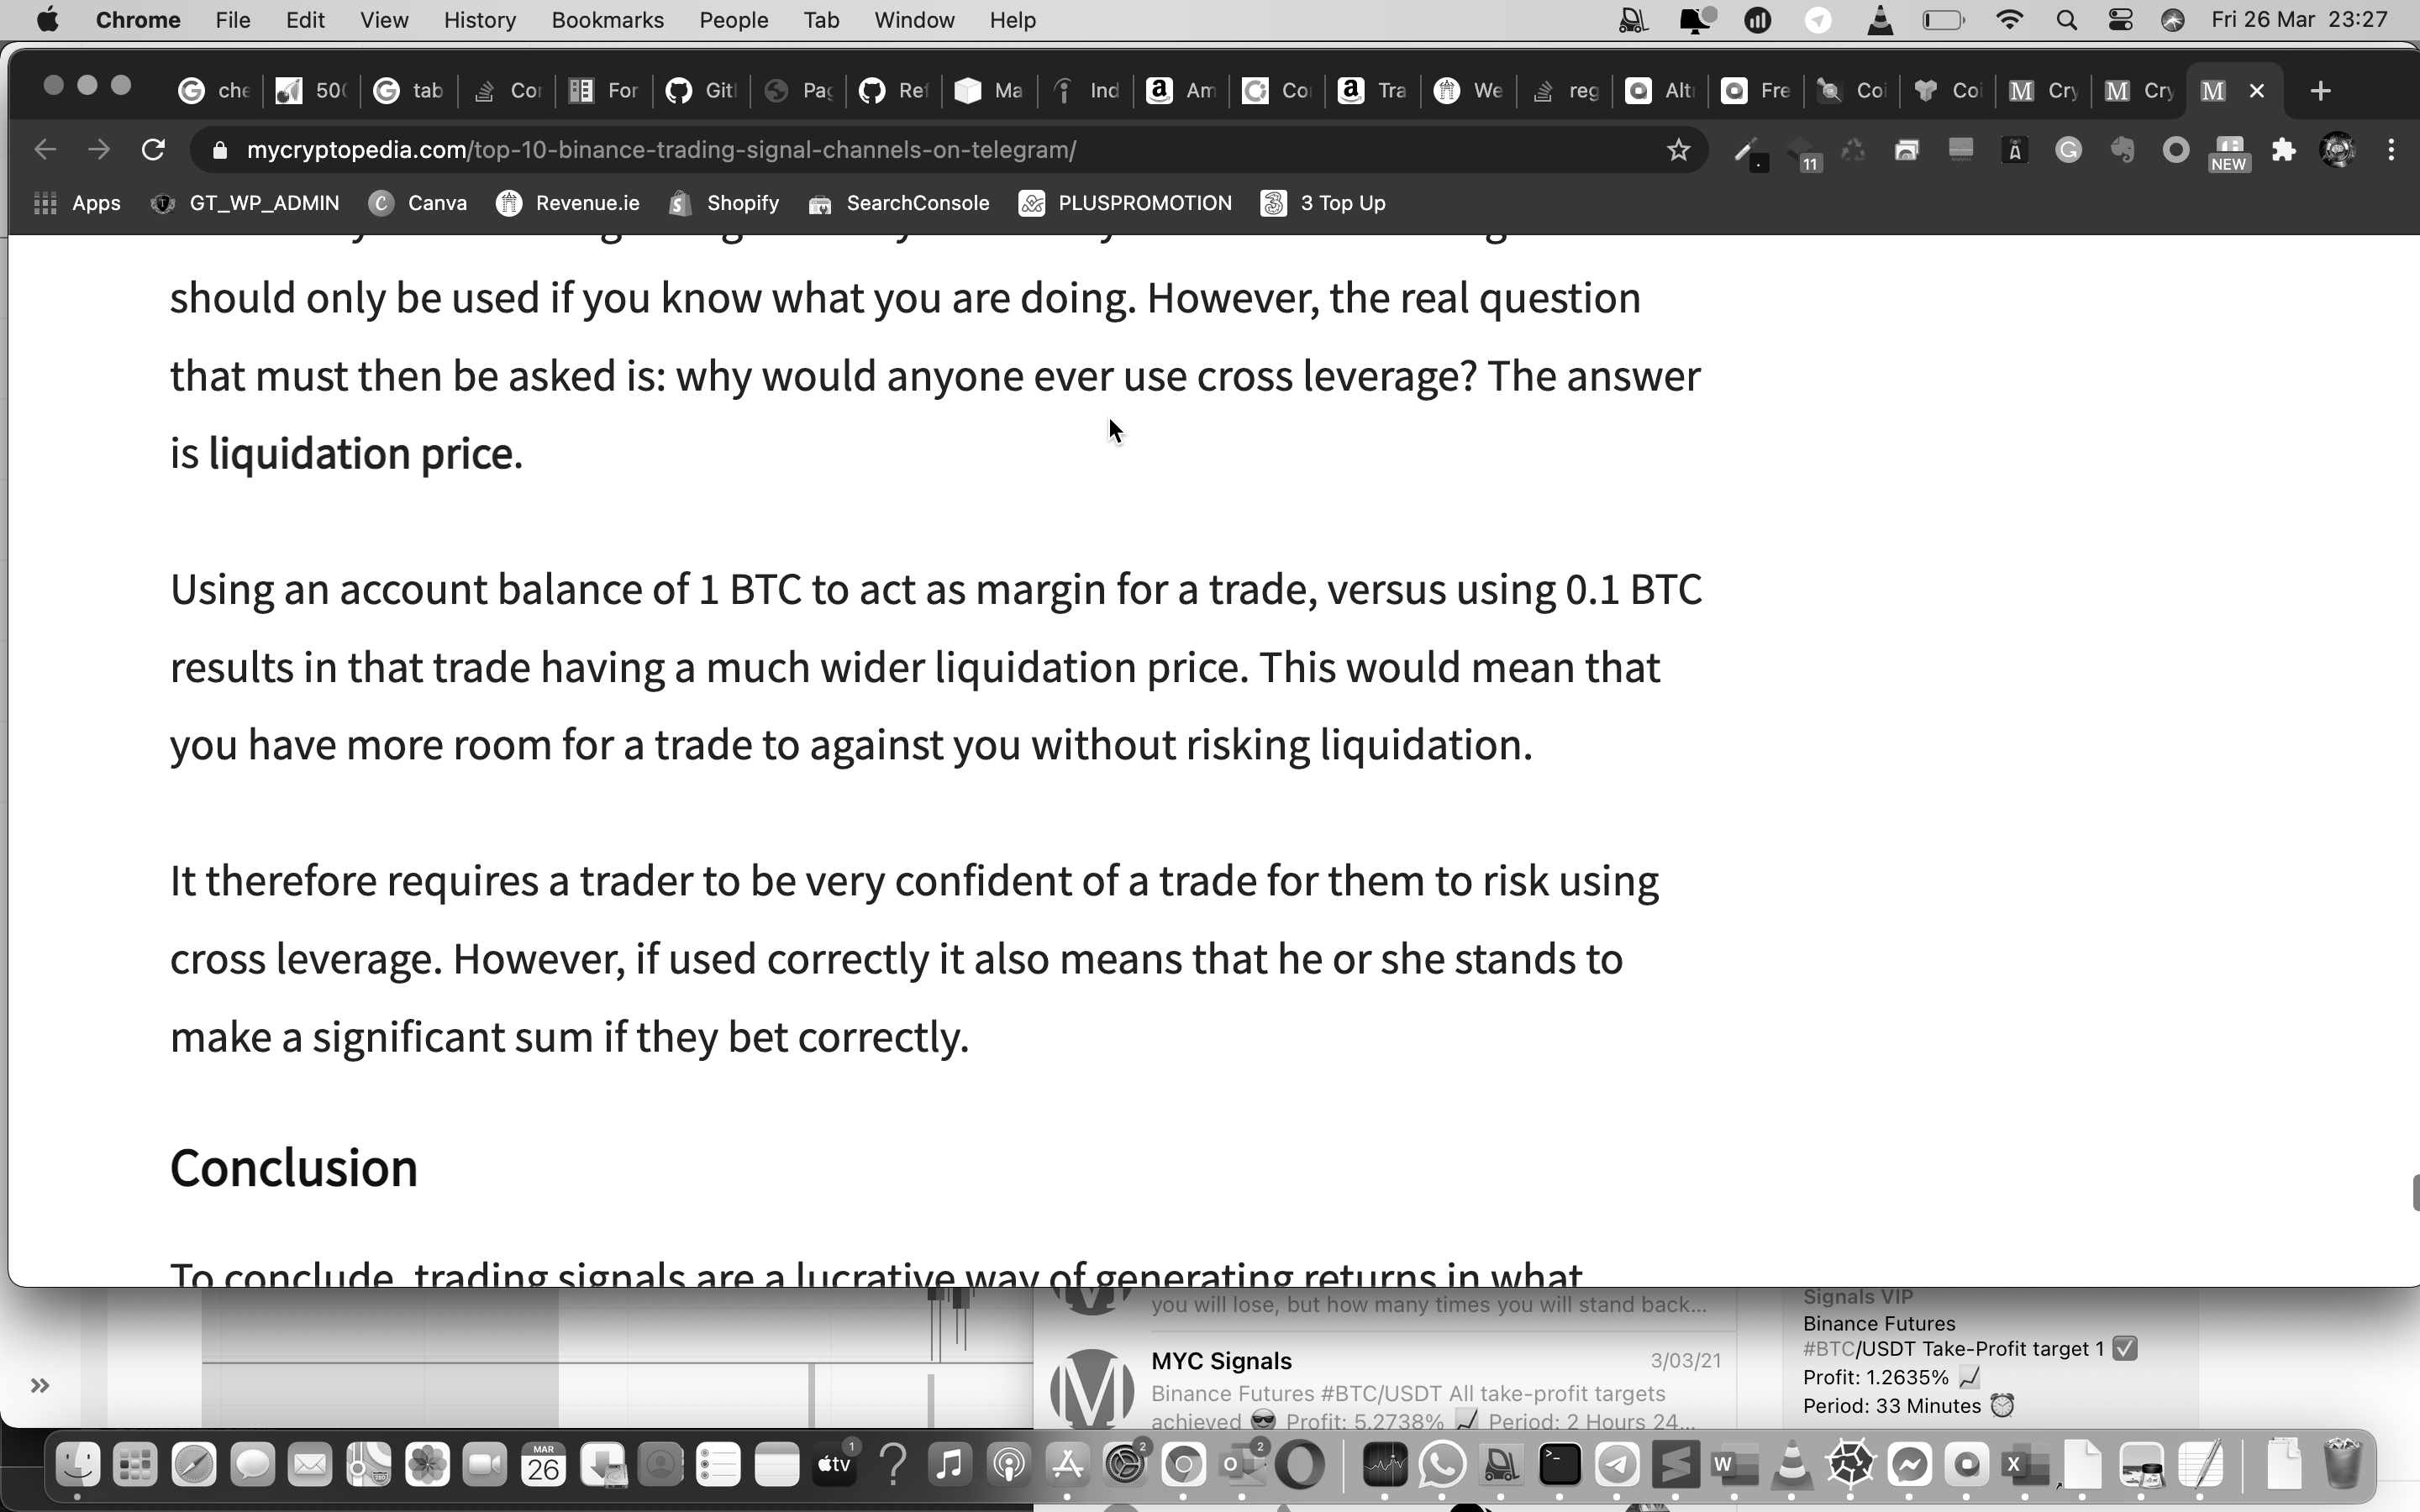 Chrome File Edit View History Bookmarks People Tab Window Help Fri 26 Mar 23:27
che 50 tab Cor For Git Pag Ref Ma Ind Am Co Tra We reg Alt Fre Coi Coi Cry Cry
mycryptopedia.com/top-10-binance-trading-signal-channels-on-telegram/ 11 NEW
Apps GT_WP_ADMIN Canva Revenue.ie Shopify SearchConsole PLUSPROMOTION 3 Top Up
should only be used if you know what you are doing. However, the real question
that must then be asked is: why would anyone ever use cross leverage? The answer
is liquidation price.
Using an account balance of 1 BTC to act as margin for a trade, versus using 0.1 BTC
results in that trade having a much wider liquidation price. This would mean that
you have more room for a trade to against you without risking liquidation.
It therefore requires a trader to be very confident of a trade for them to risk using
cross leverage. However, if used correctly it also means that he or she stands to
make a significant sum if they bet correctly.
Conclusion
To conclude, trading signals are a lucrative way of generating returns in what
you will lose, but how many times you will stand back...
MYC Signals 3/03/21
Binance Futures #BTC/USDT All take-profit targets
achieved 😎 Profit: 5.2738% 📈 Period: 2 Hours 24...
Signals VIP
Binance Futures
#BTC/USDT Take-Profit target 1 ☑️
Profit: 1.2635% 📈
Period: 33 Minutes ⏰
MAR
26
tv 1 2 2